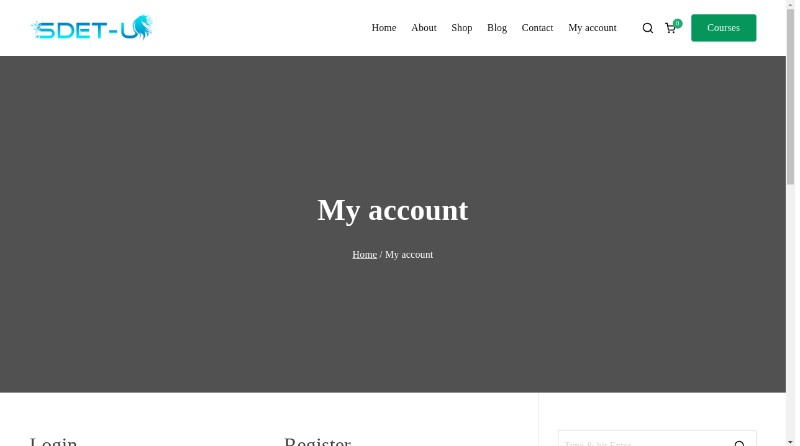 SDET-U
Home About Shop Blog Contact My account 0 Courses
My account
Home / My account
Login Register
Type & hit Enter